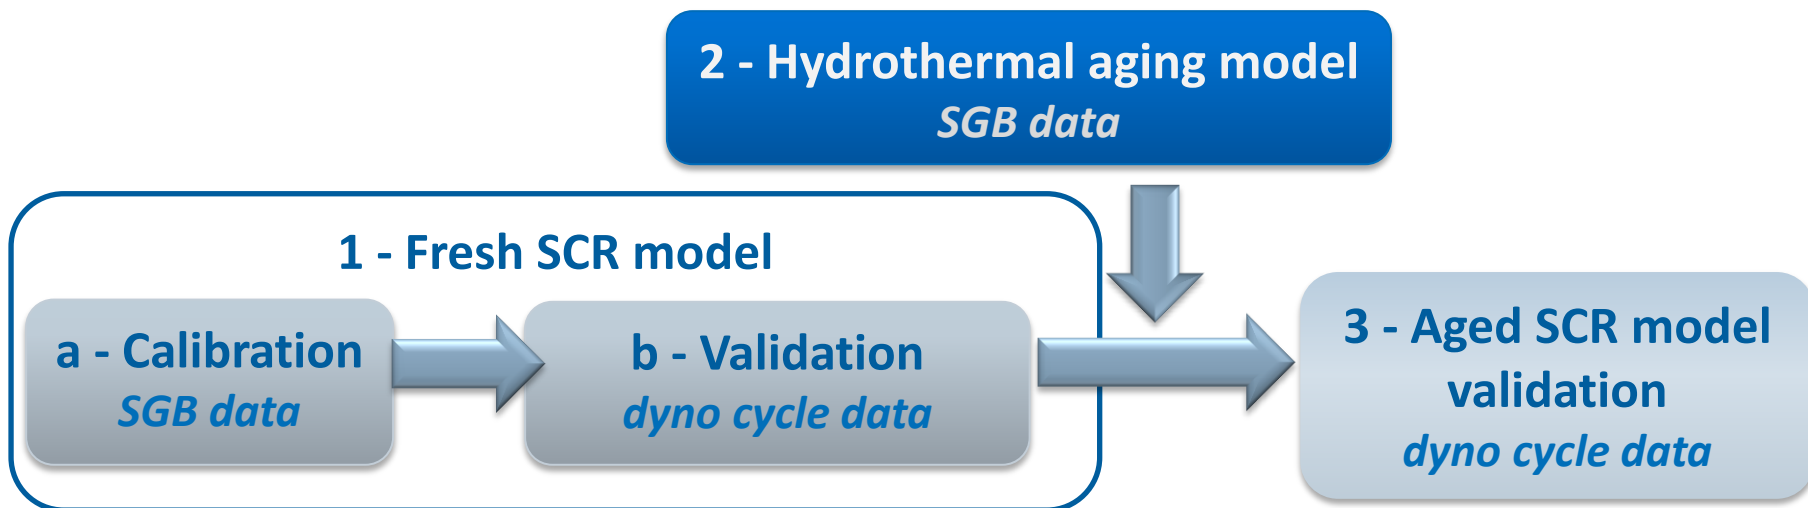 2 - Hydrothermal aging model
SGB data
1 - Fresh SCR model
a - Calibration
SGB data
b - Validation
dyno cycle data
3 - Aged SCR model
validation
dyno cycle data